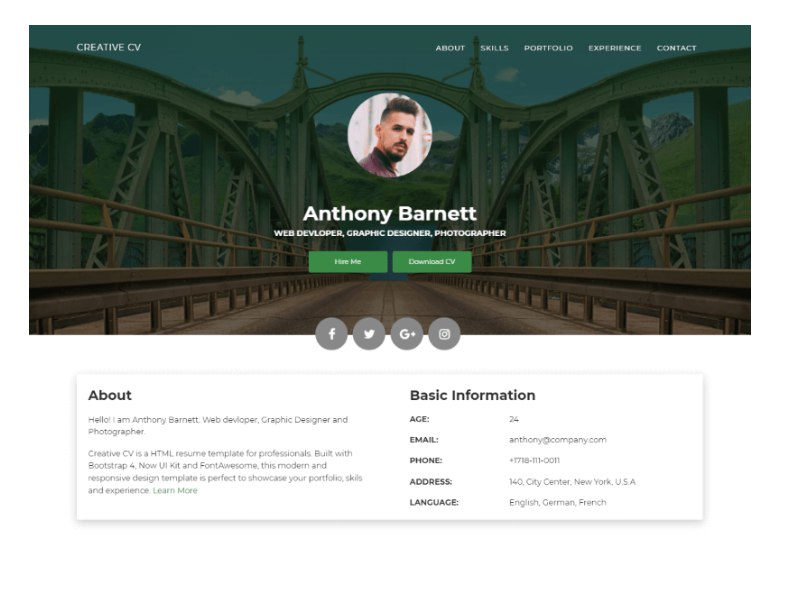 CREATIVE CV
ABOUT SKILLS PORTFOLIO EXPERIENCE CONTACT
Anthony Barnett
WEB DEVLOPER, GRAPHIC DESIGNER, PHOTOGRAPHER
Hire Me Download CV
G+
About
Hello! I am Anthony Barnett. Web devloper, Graphic Designer and
Photographer.
Creative CV is a HTML resume template for professionals. Built with
Bootstrap 4, Now UI Kit and FontAwesome, this modern and
responsive design template is perfect to showcase your portfolio, skils
and experience. Learn More
Basic Information
AGE: 24
EMAIL: anthony@company.com
PHONE: +1718-111-0011
ADDRESS: 140, City Center, New York, U.S.A
LANGUAGE: English, German, French